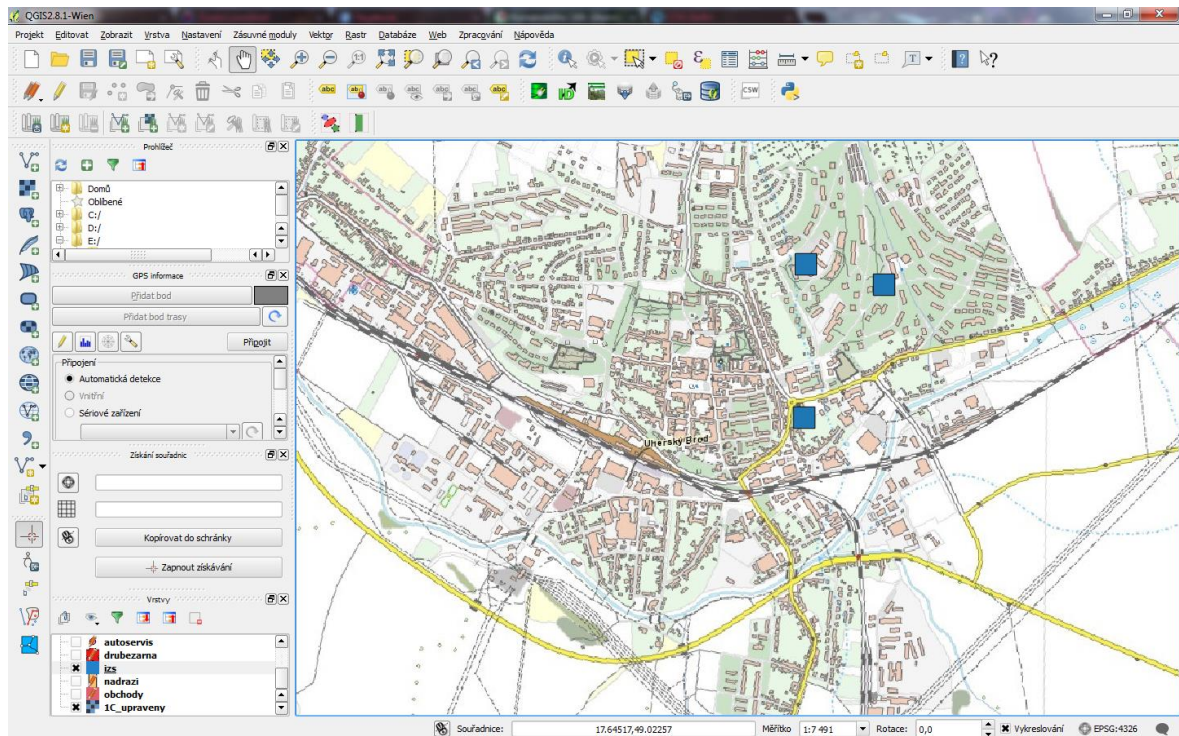 QGIS2.8.1-Wien
Projekt Editovat Zobrazit Vrstva Nastavení Zásuvné moduly Vektor Rastr Databáze Web Zpracování Nápověda
abc
CSW
Prohlížeč
Domů
Oblíbené
C:/
D:/
E:/
GPS informace
Přidat bod
Přidat bod trasy
Připojit
Připojení
Automatická detekce
Vnitřní
Sériové zařízení
Získání souřadnic
Kopírovat do schránky
Zapnout získávání
Vrstvy
autoservis
drubezarna
izs
nadrazi
obchody
1C_upraveny
Uherský Brod
Souřadnice: 17.64517,49.02257 Měřítko 1:7 491 Rotace: 0,0 Vykreslování EPSG:4326